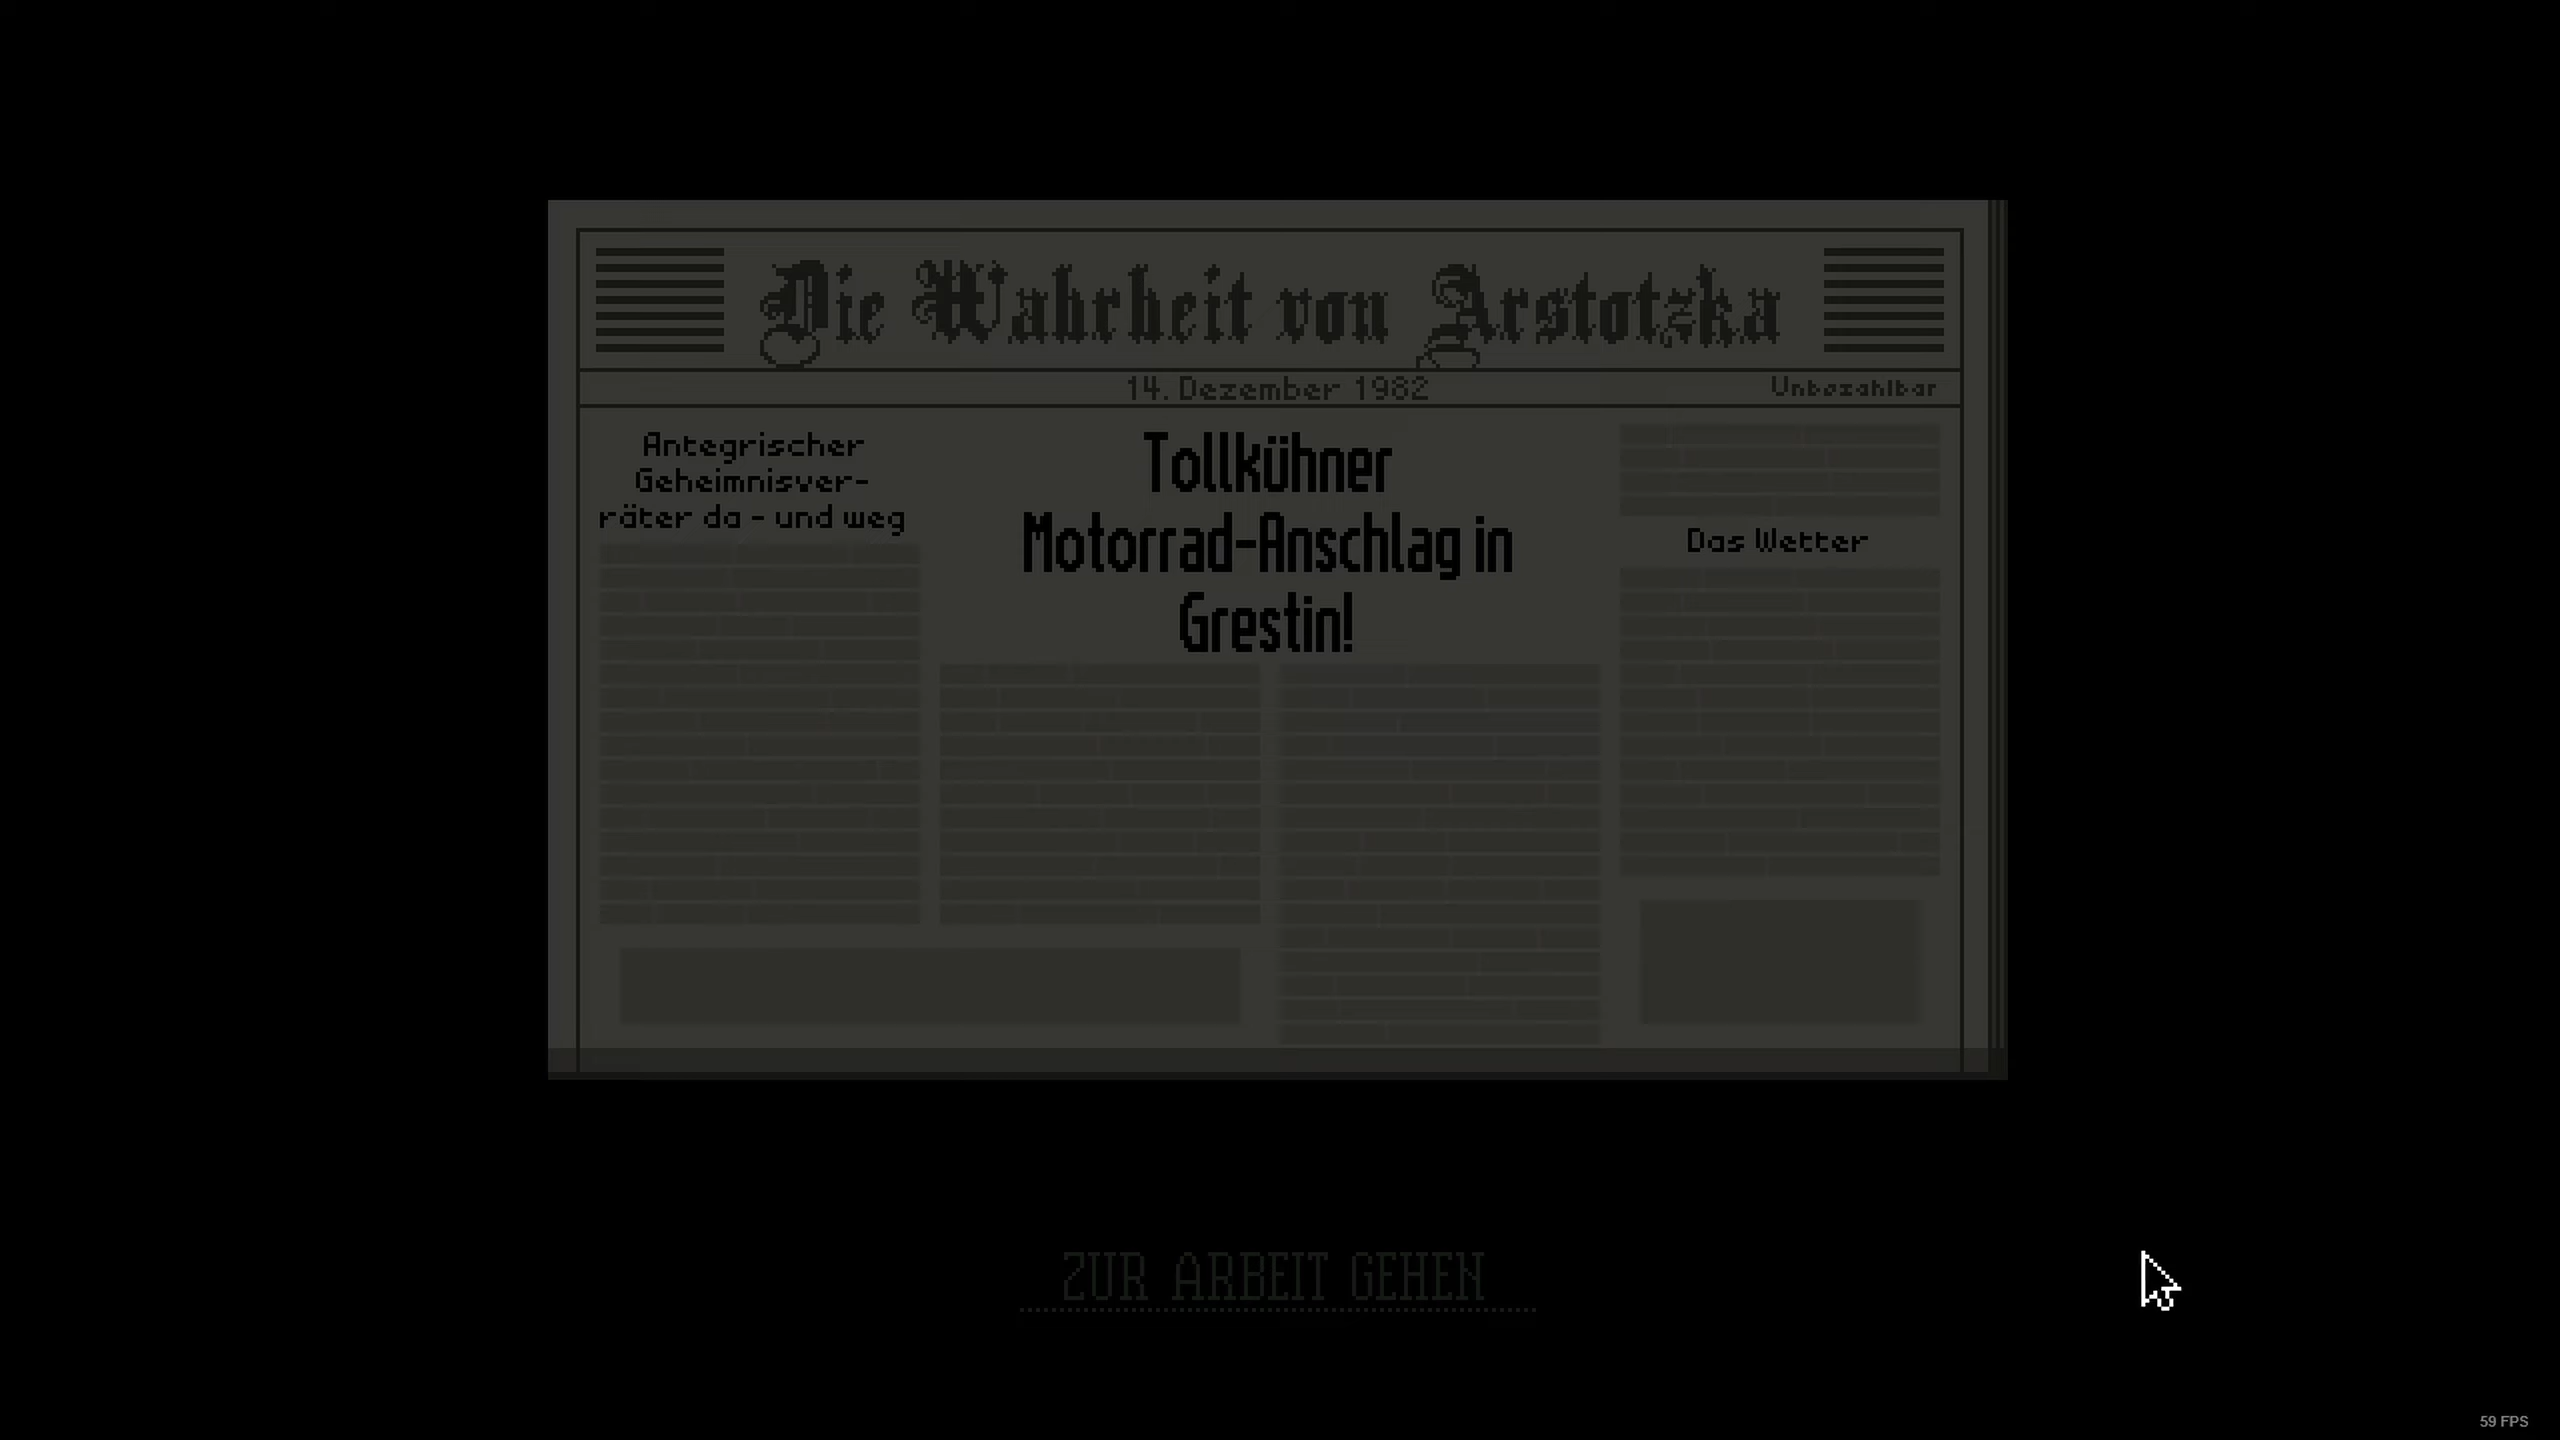 Die Wahrheit von Arstotzka
14. Dezember 1982
Unbezahlbar
Antegrischer
Geheimnisver-
räter da - und weg
Tollkühner
Motorrad-Anschlag in
Grestin!
Das Wetter
ZUR ARBEIT GEHEN
59 FPS